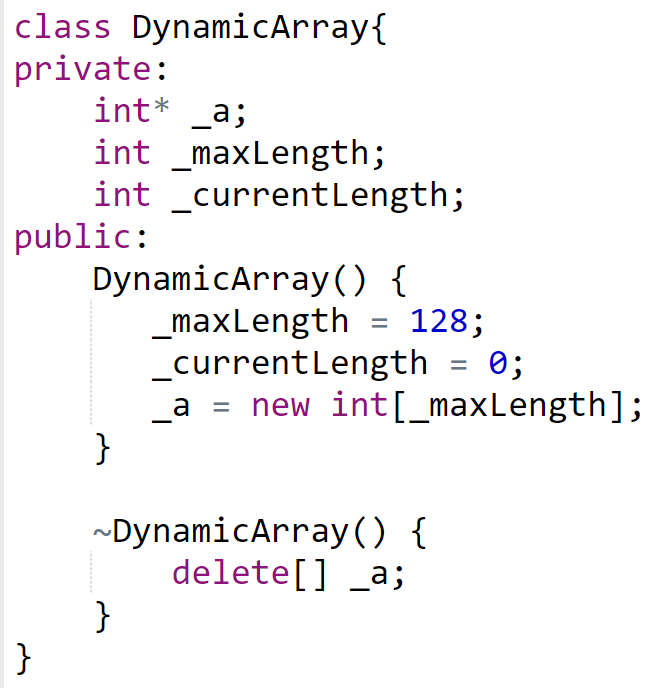 class DynamicArray{
private:
    int* _a;
    int _maxLength;
    int _currentLength;
public:
    DynamicArray() {
       _maxLength = 128;
       _currentLength = 0;
       _a = new int[_maxLength];
    }

    ~DynamicArray() {
        delete[] _a;
    }
}